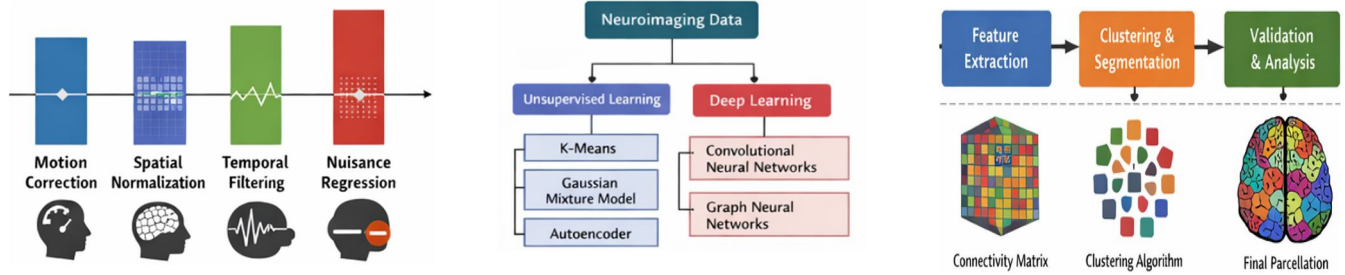 Motion
Correction
Spatial
Normalization
Temporal
Filtering
Nuisance
Regression
Neuroimaging Data
Unsupervised Learning
K-Means
Gaussian
Mixture Model
Autoencoder
Deep Learning
Convolutional
Neural Networks
Graph Neural
Networks
Feature
Extraction
Clustering &
Segmentation
Validation
& Analysis
Connectivity Matrix
Clustering Algorithm
Final Parcellation